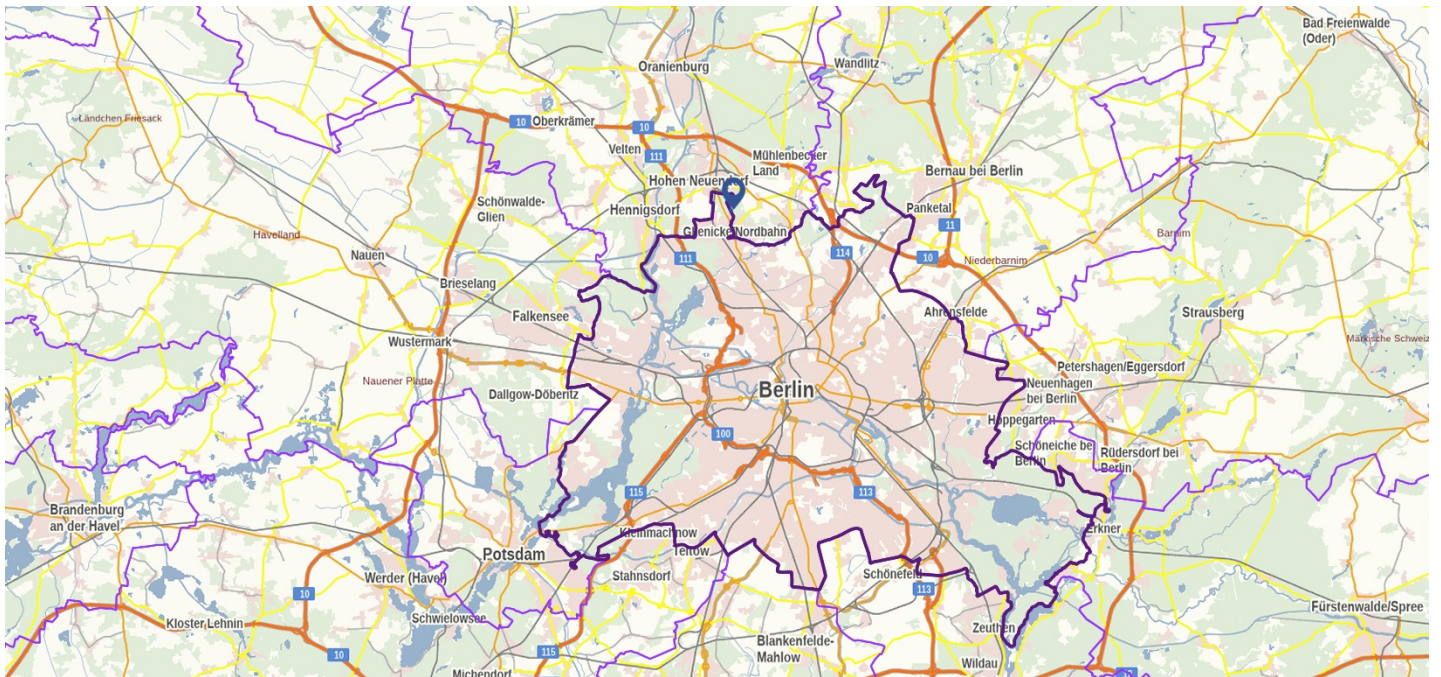 Bad Freienwalde
(Oder)
Oranienburg
Wandlitz
Ländchen Friesack
10
Oberkrämer
10
Velten
111
Mühlenbecker
Land
Bernau bei Berlin
Hohen Neuendorf
Schönwalde-
Glien
Hennigsdorf
Panketal
11
Havelland
Glienicke/Nordbahn
Barnim
Nauen
111
114
10
Niederbarnim
Brieselang
Falkensee
Ahrensfelde
Strausberg
Wustermark
Märkische Schweiz
Nauener Platte
Petershagen/Eggersdorf
Dallgow-Döberitz
Berlin
Neuenhagen
bei Berlin
Hoppegarten
100
Schöneiche bei
Berlin
Rüdersdorf bei
Berlin
115
113
Brandenburg
an der Havel
Kleinmachnow
Erkner
Potsdam
Teltow
Werder (Havel)
Stahnsdorf
Schönefeld
113
10
Schwielowsee
Kloster Lehnin
Zeuthen
Fürstenwalde/Spree
10
115
Blankenfelde-
Mahlow
Wildau
Michendorf